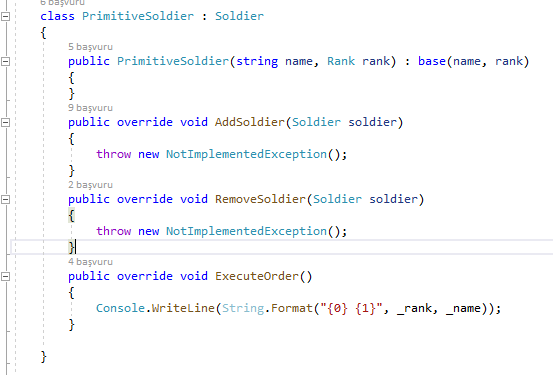 6 başvuru
class PrimitiveSoldier : Soldier
{
5 başvuru
public PrimitiveSoldier(string name, Rank rank) : base(name, rank)
{
}
9 başvuru
public override void AddSoldier(Soldier soldier)
{
throw new NotImplementedException();
}
2 başvuru
public override void RemoveSoldier(Soldier soldier)
{
throw new NotImplementedException();
}
4 başvuru
public override void ExecuteOrder()
{
Console.WriteLine(String.Format("{0} {1}", _rank, _name));
}
}